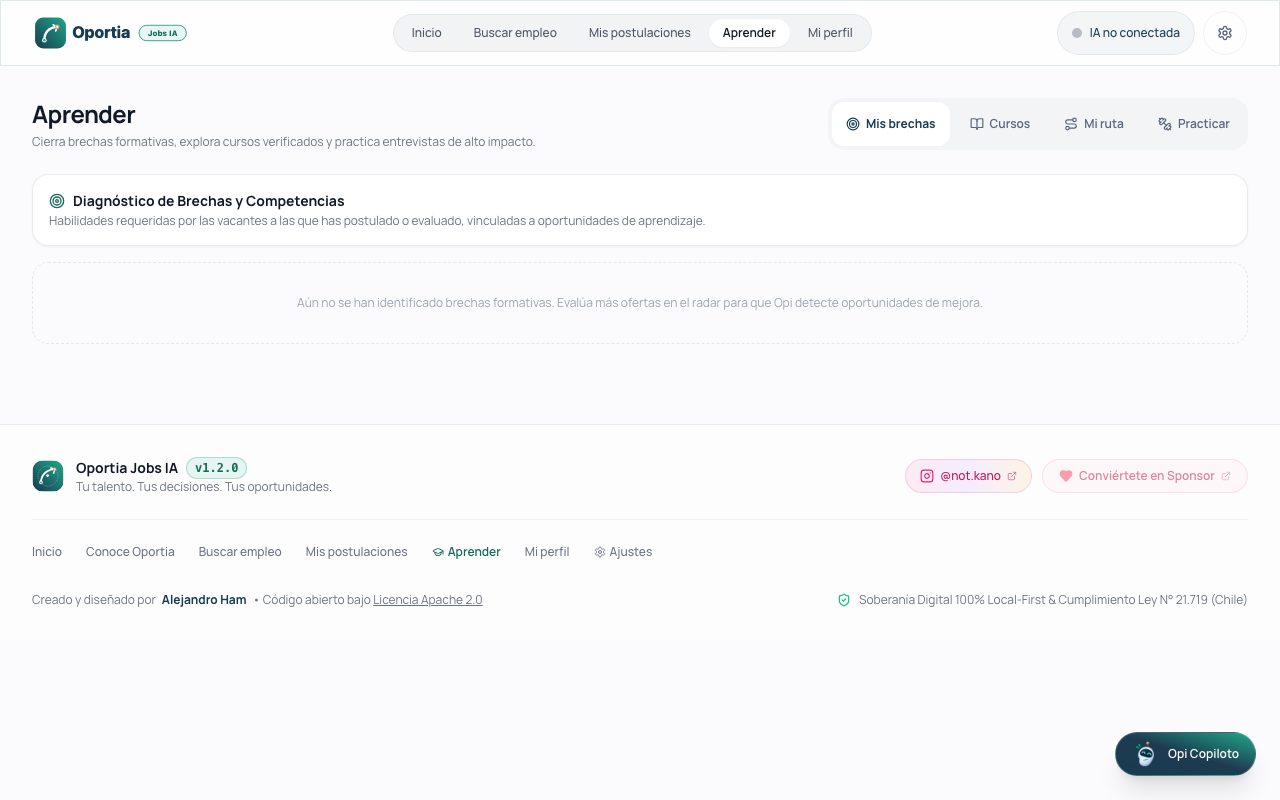 Oportia
Jobs IA
Inicio
Buscar empleo
Mis postulaciones
Aprender
Mi perfil
IA no conectada
Aprender
Cierra brechas formativas, explora cursos verificados y practica entrevistas de alto impacto.
Mis brechas
Cursos
Mi ruta
Practicar
Diagnóstico de Brechas y Competencias
Habilidades requeridas por las vacantes a las que has postulado o evaluado, vinculadas a oportunidades de aprendizaje.
Aún no se han identificado brechas formativas. Evalúa más ofertas en el radar para que Opi detecte oportunidades de mejora.
Oportia Jobs IA
v1.2.0
Tu talento. Tus decisiones. Tus oportunidades.
@not.kano
Conviértete en Sponsor
Inicio
Conoce Oportia
Buscar empleo
Mis postulaciones
Aprender
Mi perfil
Ajustes
Creado y diseñado por Alejandro Ham • Código abierto bajo Licencia Apache 2.0
Soberanía Digital 100% Local-First & Cumplimiento Ley N° 21.719 (Chile)
Opi Copiloto